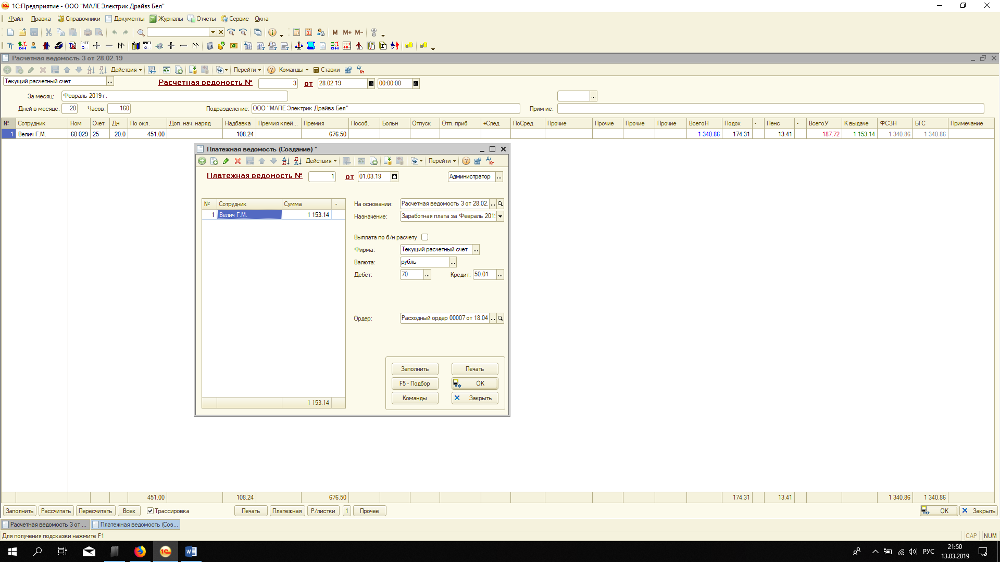 1С:Предприятие - ООО "МАЛЕ Электрик Драйвз Бел"
Файл Правка Справочники Документы Журналы Отчеты Сервис Окна
M M+ M-
Расчетная ведомость 3 от 28.02.19
Действия Перейти Команды Ставки
Текущий расчетный счет ... Расчетная ведомость № 3 от 28.02.19 00:00:00
За месяц: Февраль 2019 г. ...
Дней в месяце: 20 Часов: 160 Подразделение: ООО "МАЛЕ Электрик Драйвз Бел" Прим-ие:
№ Сотрудник Ном Счет Дн По окл. Доп. нач. наряд Надбавка Премия клей... Премия Пособ. Больн Отпуск Отп. приб +След ПоСред Прочие Прочие Прочие Прочие ВсегоН Подох - Пенс - ВсегоУ К выдаче ФСЗН БГС Примечание
1 Велич Г.М. 60 029 25 20.0 451.00 108.24 676.50 1 340.86 174.31 13.41 187.72 1 153.14 1 340.86 1 340.86
Платежная ведомость (Создание) *
Действия Перейти
Платежная ведомость № 1 от 01.03.19 Администратор ...
№ Сотрудник Сумма -
1 Велич Г.М. 1 153.14
На основании: Расчетная ведомость 3 от 28.02. ...
Назначение: Заработная плата за Февраль 201
Выплата по б/н расчету
Фирма: Текущий расчетный счет ...
Валюта: рубль ...
Дебет: 70 ... Кредит: 50.01 ...
Ордер: Расходный ордер 00007 от 18.04 ...
Заполнить Печать
F5 - Подбор OK
Команды Закрыть
1 153.14
451.00 108.24 676.50 174.31 13.41 1 340.86 1 340.86
Заполнить Рассчитать Пересчитать Всех Трассировка Печать Платежная Р/листки 1 Прочее OK Закрыть
Расчетная ведомость 3 от ... Платежная ведомость (Соз...
Для получения подсказки нажмите F1 CAP NUM
РУС 21:50
13.03.2019